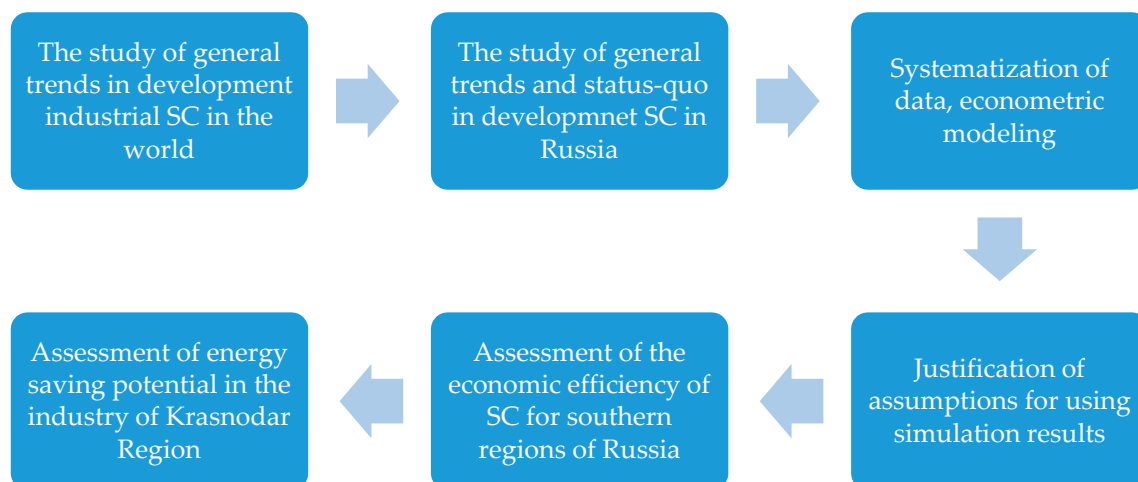 The study of general
trends in development
industrial SC in the
world
The study of general
trends and status-quo
in developmnet SC in
Russia
Systematization of
data, econometric
modeling
Justification of
assumptions for using
simulation results
Assessment of the
economic efficiency of
SC for southern
regions of Russia
Assessment of energy
saving potential in the
industry of Krasnodar
Region